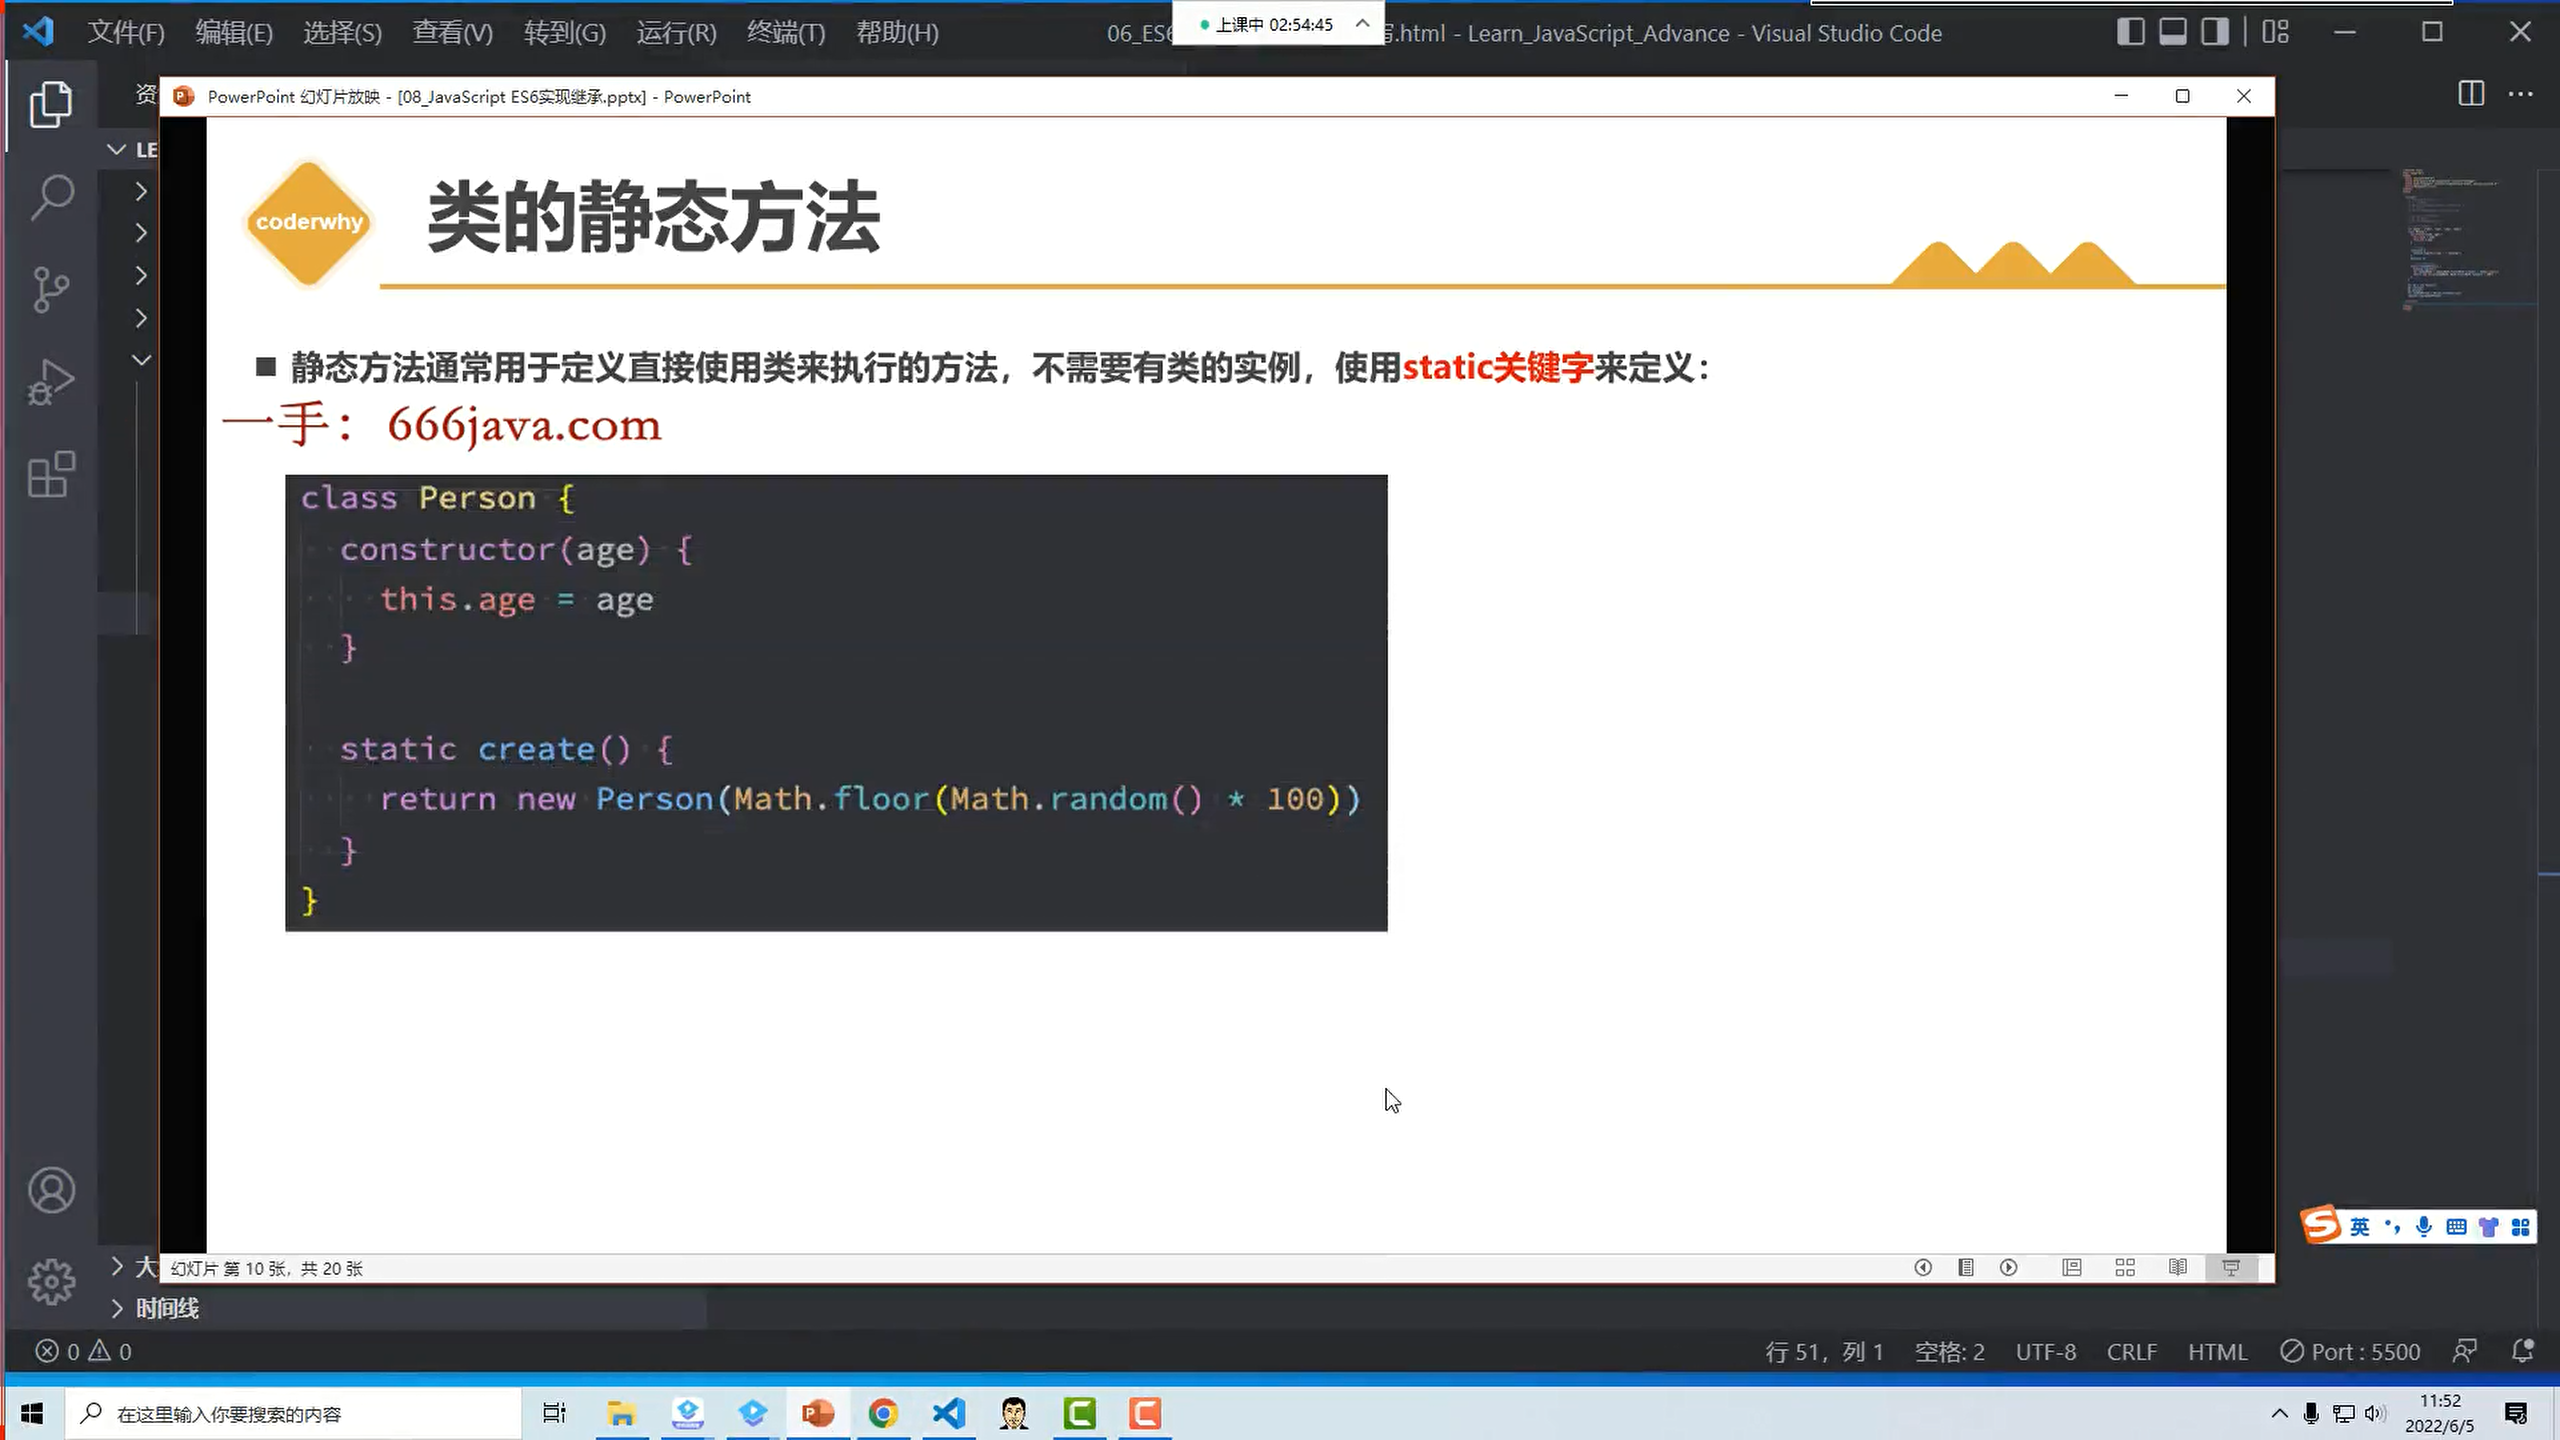 文件(F) 编辑(E) 选择(S) 查看(V) 转到(G) 运行(R) 终端(T) 帮助(H)
06_ES6
上课中 02:54:45
.html - Learn_JavaScript_Advance - Visual Studio Code
资
PowerPoint 幻灯片放映 - [08_JavaScript ES6实现继承.pptx] - PowerPoint
LE
coderwhy
类的静态方法
■ 静态方法通常用于定义直接使用类来执行的方法，不需要有类的实例，使用static关键字来定义：
一手： 666java.com
class Person {
constructor(age) {
this.age = age
}
static create() {
return new Person(Math.floor(Math.random() * 100))
}
}
大
幻灯片 第 10 张，共 20 张
时间线
英
0 0
行 51，列 1 空格: 2 UTF-8 CRLF HTML Port : 5500
在这里输入你要搜索的内容
11:52
2022/6/5